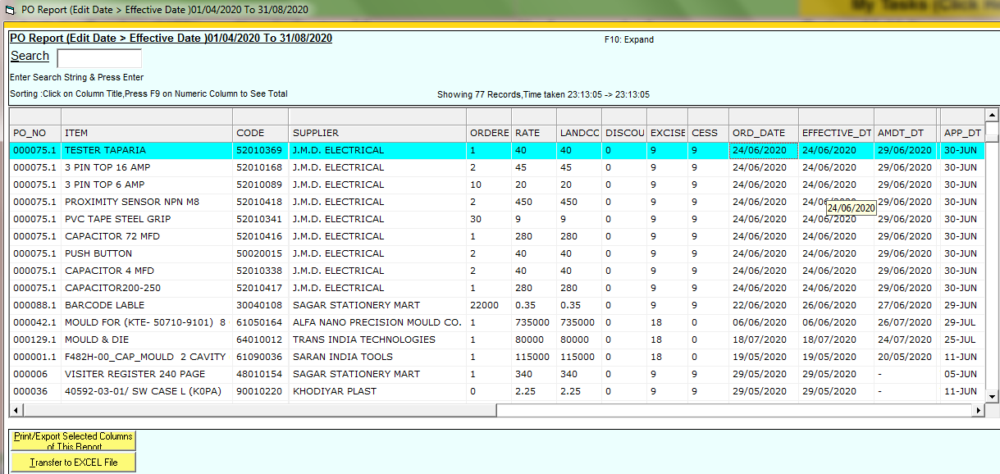 PO Report (Edit Date > Effective Date )01/04/2020 To 31/08/2020
My Tasks (Click
PO Report (Edit Date > Effective Date )01/04/2020 To 31/08/2020
F10: Expand
Search
Enter Search String & Press Enter
Sorting :Click on Column Title,Press F9 on Numeric Column to See Total
Showing 77 Records,Time taken 23:13:05 -> 23:13:05
PO_NO ITEM CODE SUPPLIER ORDERE RATE LANDCO DISCOU EXCISE CESS ORD_DATE EFFECTIVE_DT AMDT_DT APP_DT
000075.1 TESTER TAPARIA 52010369 J.M.D. ELECTRICAL 1 40 40 0 9 9 24/06/2020 24/06/2020 29/06/2020 30-JUN
000075.1 3 PIN TOP 16 AMP 52010168 J.M.D. ELECTRICAL 2 45 45 0 9 9 24/06/2020 24/06/2020 29/06/2020 30-JUN
000075.1 3 PIN TOP 6 AMP 52010089 J.M.D. ELECTRICAL 10 20 20 0 9 9 24/06/2020 24/06/2020 29/06/2020 30-JUN
000075.1 PROXIMITY SENSOR NPN M8 52010418 J.M.D. ELECTRICAL 2 450 450 0 9 9 24/06/2020 24/06/2020 29/06/2020 30-JUN
24/06/2020
000075.1 PVC TAPE STEEL GRIP 52010341 J.M.D. ELECTRICAL 30 9 9 0 9 9 24/06/2020 24/06/2020 29/06/2020 30-JUN
000075.1 CAPACITOR 72 MFD 52010416 J.M.D. ELECTRICAL 1 280 280 0 9 9 24/06/2020 24/06/2020 29/06/2020 30-JUN
000075.1 PUSH BUTTON 50020015 J.M.D. ELECTRICAL 2 40 40 0 9 9 24/06/2020 24/06/2020 29/06/2020 30-JUN
000075.1 CAPACITOR 4 MFD 52010338 J.M.D. ELECTRICAL 2 40 40 0 9 9 24/06/2020 24/06/2020 29/06/2020 30-JUN
000075.1 CAPACITOR200-250 52010417 J.M.D. ELECTRICAL 1 280 280 0 9 9 24/06/2020 24/06/2020 29/06/2020 30-JUN
000088.1 BARCODE LABLE 30040108 SAGAR STATIONERY MART 22000 0.35 0.35 0 9 9 22/06/2020 26/06/2020 27/06/2020 29-JUN
000042.1 MOULD FOR (KTE- 50710-9101) 8 61050164 ALFA NANO PRECISION MOULD CO. 1 735000 735000 0 18 0 06/06/2020 06/06/2020 26/07/2020 29-JUL
000129.1 MOULD & DIE 64010012 TRANS INDIA TECHNOLOGIES 1 80000 80000 0 18 0 18/07/2020 18/07/2020 24/07/2020 25-JUL
000001.1 F482H-00_CAP_MOULD 2 CAVITY 61090036 SARAN INDIA TOOLS 1 115000 115000 0 18 0 19/05/2020 19/05/2020 20/05/2020 11-JUN
000006 VISITER REGISTER 240 PAGE 48010154 SAGAR STATIONERY MART 1 340 340 0 9 9 29/05/2020 29/05/2020 - 05-JUN
000036 40592-03-01/ SW CASE L (K0PA) 90010220 KHODIYAR PLAST 0 2.25 2.25 0 9 9 29/05/2020 29/05/2020 - 11-JUN
Print/Export Selected Columns
of This Report
Transfer to EXCEL File